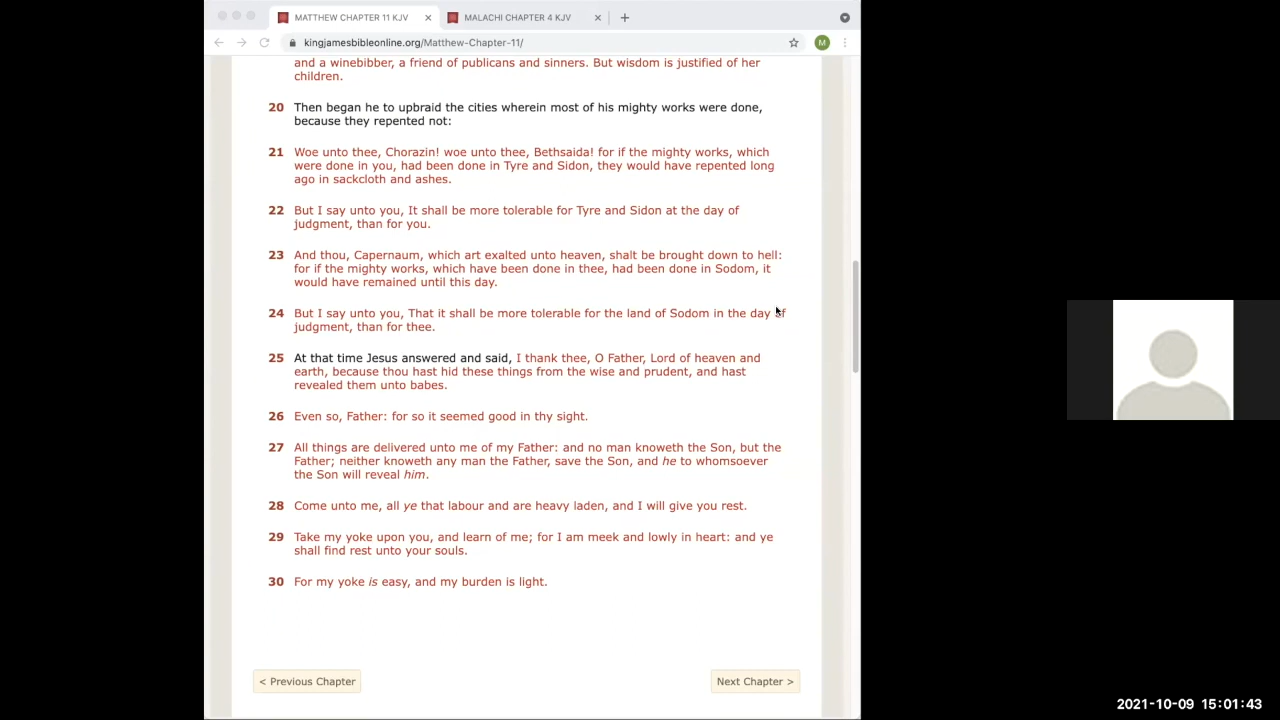 MATTHEW CHAPTER 11 KJV
MALACHI CHAPTER 4 KJV
kingjamesbibleonline.org/Matthew-Chapter-11/
M
and a winebibber, a friend of publicans and sinners. But wisdom is justified of her
children.
20 Then began he to upbraid the cities wherein most of his mighty works were done,
because they repented not:
21 Woe unto thee, Chorazin! woe unto thee, Bethsaida! for if the mighty works, which
were done in you, had been done in Tyre and Sidon, they would have repented long
ago in sackcloth and ashes.
22 But I say unto you, It shall be more tolerable for Tyre and Sidon at the day of
judgment, than for you.
23 And thou, Capernaum, which art exalted unto heaven, shalt be brought down to hell:
for if the mighty works, which have been done in thee, had been done in Sodom, it
would have remained until this day.
24 But I say unto you, That it shall be more tolerable for the land of Sodom in the day of
judgment, than for thee.
25 At that time Jesus answered and said, I thank thee, O Father, Lord of heaven and
earth, because thou hast hid these things from the wise and prudent, and hast
revealed them unto babes.
26 Even so, Father: for so it seemed good in thy sight.
27 All things are delivered unto me of my Father: and no man knoweth the Son, but the
Father; neither knoweth any man the Father, save the Son, and he to whomsoever
the Son will reveal him.
28 Come unto me, all ye that labour and are heavy laden, and I will give you rest.
29 Take my yoke upon you, and learn of me; for I am meek and lowly in heart: and ye
shall find rest unto your souls.
30 For my yoke is easy, and my burden is light.
< Previous Chapter
Next Chapter >
2021-10-09 15:01:43